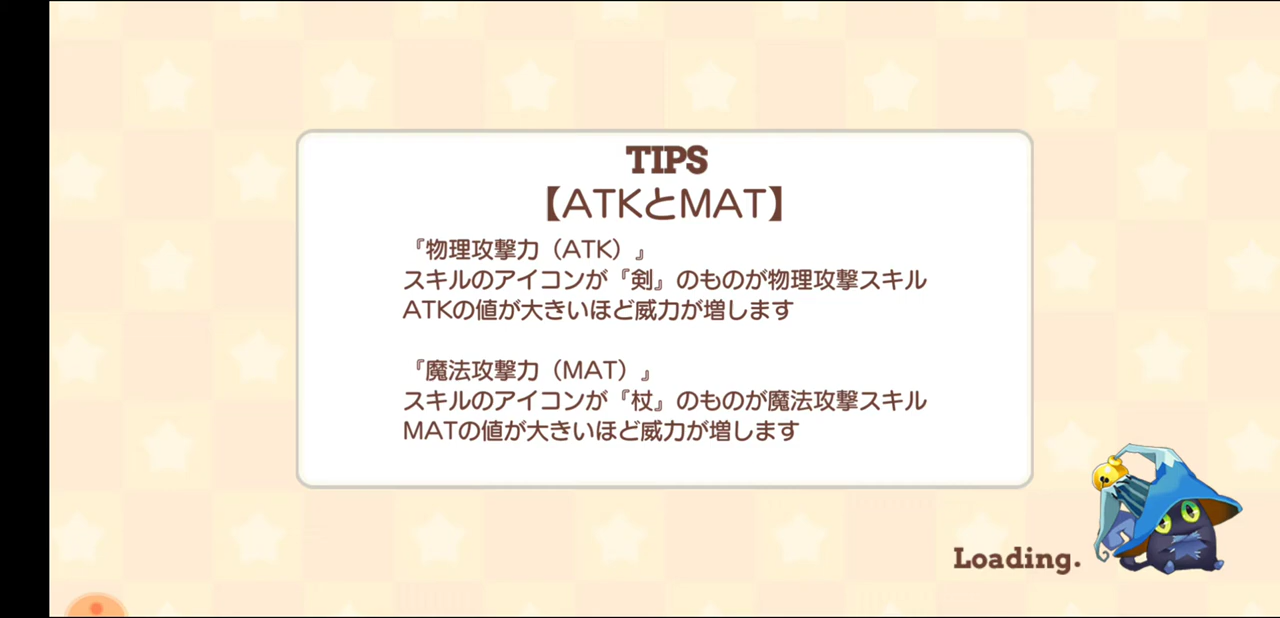 TIPS
【ATKとMAT】
『物理攻撃力（ATK）』
スキルのアイコンが『剣』のものが物理攻撃スキル
ATKの値が大きいほど威力が増します
『魔法攻撃力（MAT）』
スキルのアイコンが『杖』のものが魔法攻撃スキル
MATの値が大きいほど威力が増します
Loading.